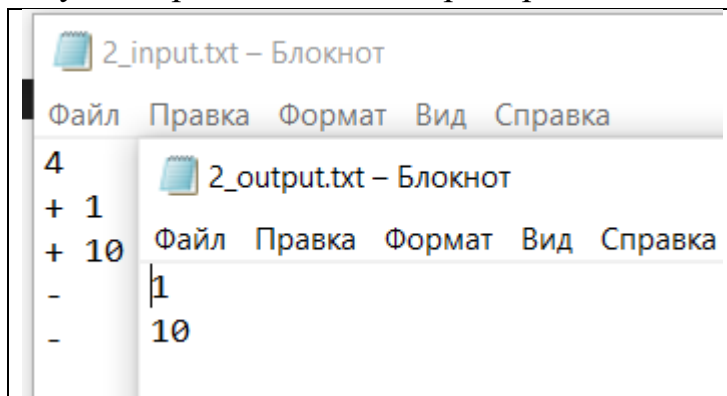 2_input.txt – Блокнот
Файл Правка Формат Вид Справка
4
+ 1
+ 10
-
-
2_output.txt – Блокнот
Файл Правка Формат Вид Справка
1
10